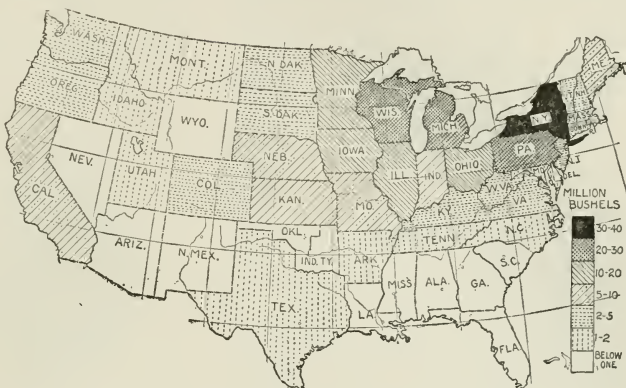 WASH.
MONT.
N.DAK
MINN
ME.
OREG.
IDAHO
S.DAK
WIS.
MICH
N.Y.
N.H.
MASS
WYO.
NEB.
IOWA
PA
N.J
DEL
NEV.
UTAH
COL
KAN.
MO.
ILL
IND.
OHIO
W.VA
VA
CAL
KY
MILLION
BUSHELS
ARIZ.
N.MEX.
OKL.
IND.TY.
ARK
TENN
N.C.
S.C.
TEX
LA.
MISS
ALA.
GA.
FLA.
30-40
20-30
10-20
5-10
2-5
1-2
BELOW
ONE